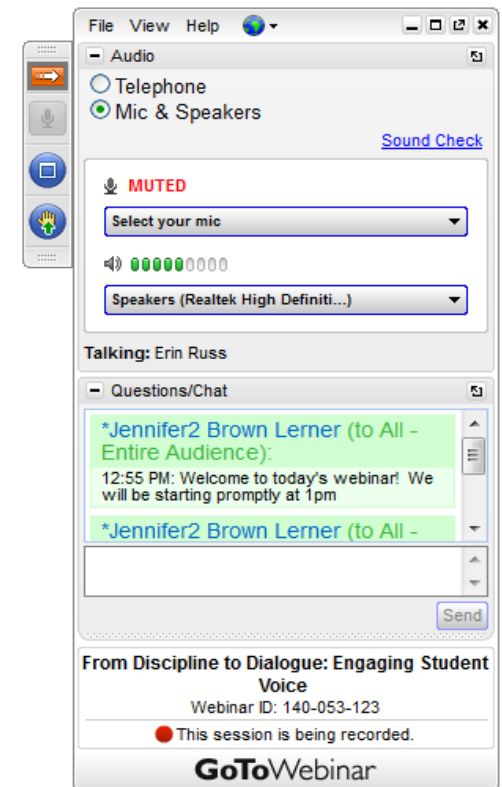 File View Help
Audio
Telephone
Mic & Speakers
Sound Check
MUTED
Select your mic
Speakers (Realtek High Definiti...)
Talking: Erin Russ
Questions/Chat
*Jennifer2 Brown Lerner (to All -
Entire Audience):
12:55 PM: Welcome to today's webinar! We
will be starting promptly at 1pm
*Jennifer2 Brown Lerner (to All -
Send
From Discipline to Dialogue: Engaging Student
Voice
Webinar ID: 140-053-123
This session is being recorded.
GoToWebinar